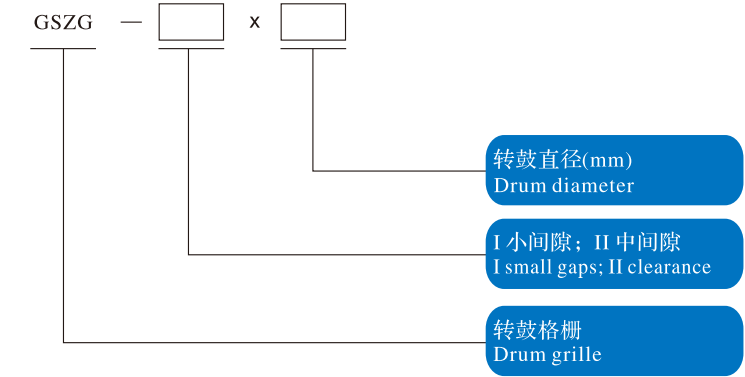 GSZG — x
转鼓直径(mm)
Drum diameter
I 小间隙；II 中间隙
I small gaps; II clearance
转鼓格栅
Drum grille